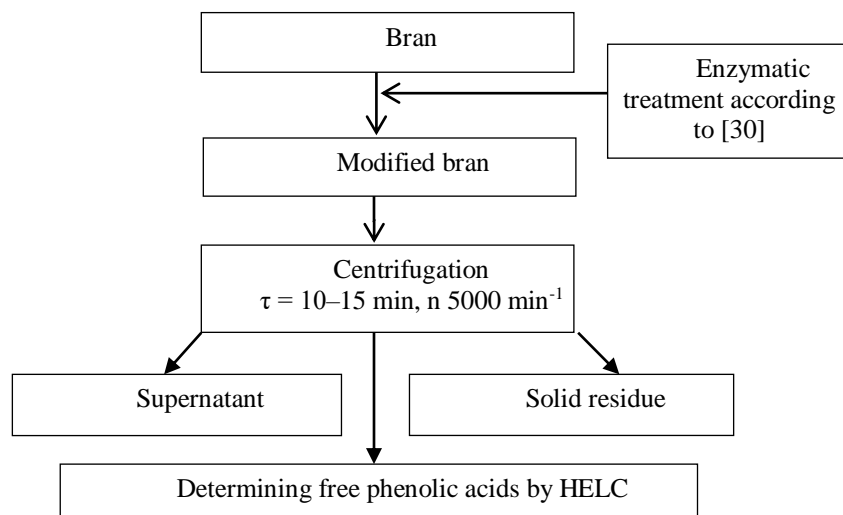 Bran
Enzymatic
treatment according
to [30]
Modified bran
Centrifugation
τ = 10–15 min, n 5000 min⁻¹
Supernatant
Solid residue
Determining free phenolic acids by HELC